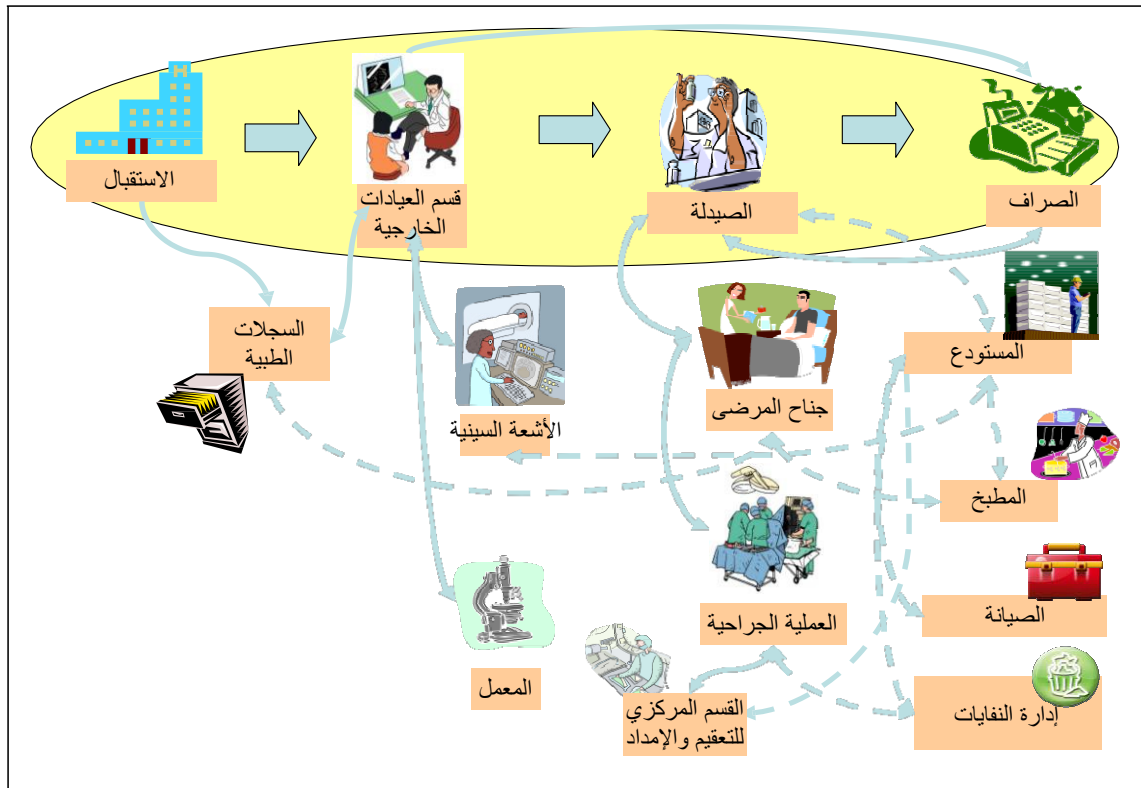 الاستقبال
قسم العيادات
الخارجية
الصيدلة
الصراف
السجلات
الطبية
الأشعة السينية
جناح المرضى
المستودع
المطبخ
العملية الجراحية
الصيانة
المعمل
القسم المركزي
للتعقيم والإمداد
إدارة النفايات